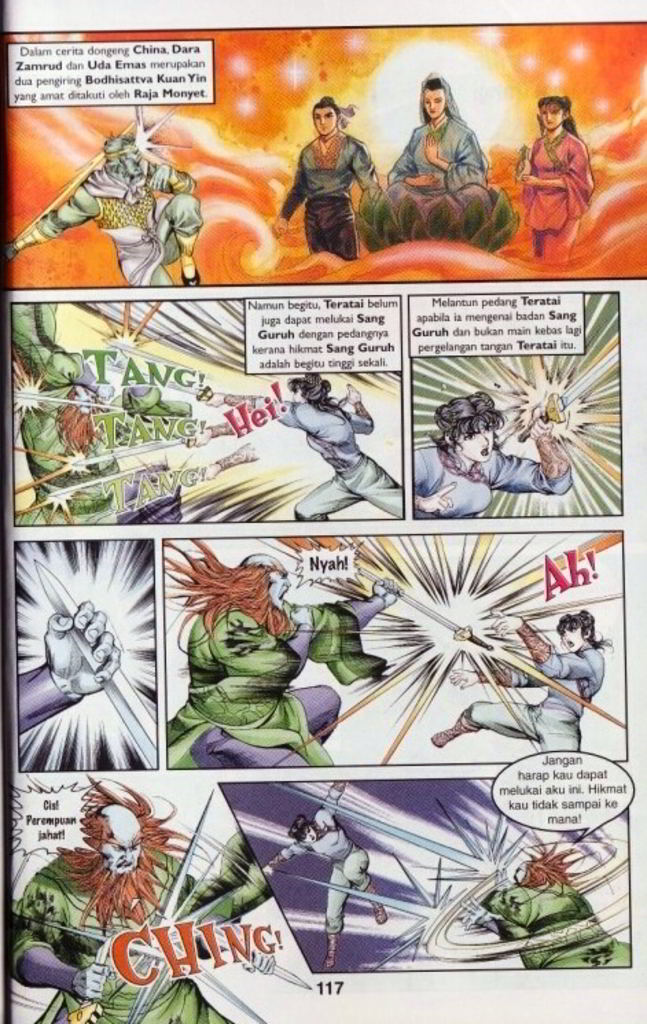 Dalam cerita dongeng China, Dara
Zamrud dan Uda Emas merupakan
dua pengiring Bodhisattva Kuan Yin
yang amat ditakuti oleh Raja Monyet.
Namun begitu, Teratai belum
juga dapat melukai Sang
Guruh dengan pedangnya
kerana hikmat Sang Guruh
adalah begitu tinggi sekali.
TANG!
TANG!
TANG!
Hei!
Melantun pedang Teratai
apabila ia mengenai badan Sang
Guruh dan bukan main kebas lagi
pergelangan tangan Teratai itu.
Nyah!
Ah!
Cis!
Perempuan
jahat!
CHING!
Jangan
harap kau dapat
melukai aku ini. Hikmat
kau tidak sampai ke
mana!
117